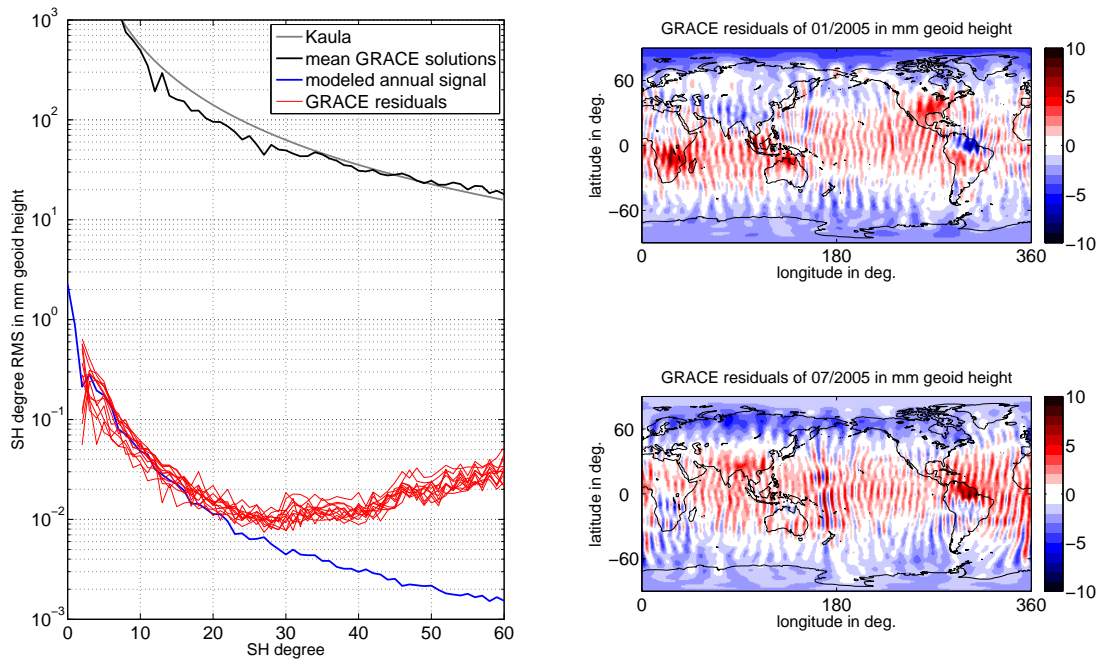 Kaula
mean GRACE solutions
modeled annual signal
GRACE residuals
10³
10²
10¹
10⁰
10⁻¹
10⁻²
10⁻³
SH degree RMS in mm geoid height
0 10 20 30 40 50 60
SH degree
GRACE residuals of 01/2005 in mm geoid height
60
0
−60
latitude in deg.
0 180 360
longitude in deg.
10
5
0
−5
−10
GRACE residuals of 07/2005 in mm geoid height
60
0
−60
latitude in deg.
0 180 360
longitude in deg.
10
5
0
−5
−10